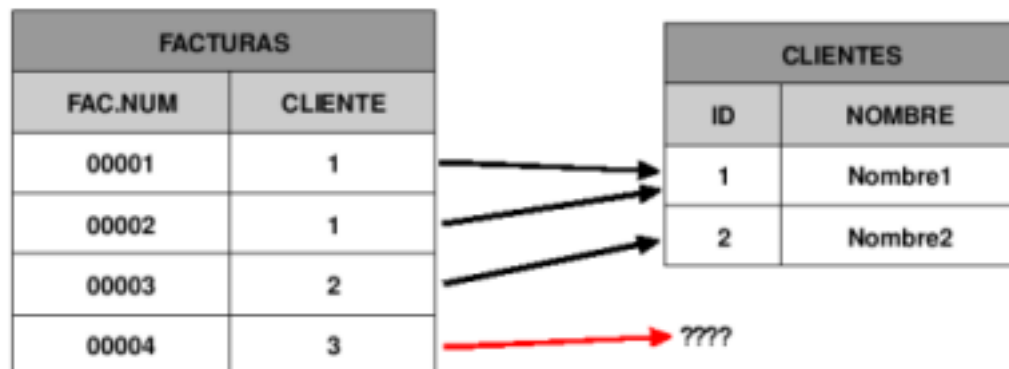 FACTURAS
FAC.NUM CLIENTE
00001 1
00002 1
00003 2
00004 3
CLIENTES
ID NOMBRE
1 Nombre1
2 Nombre2
????